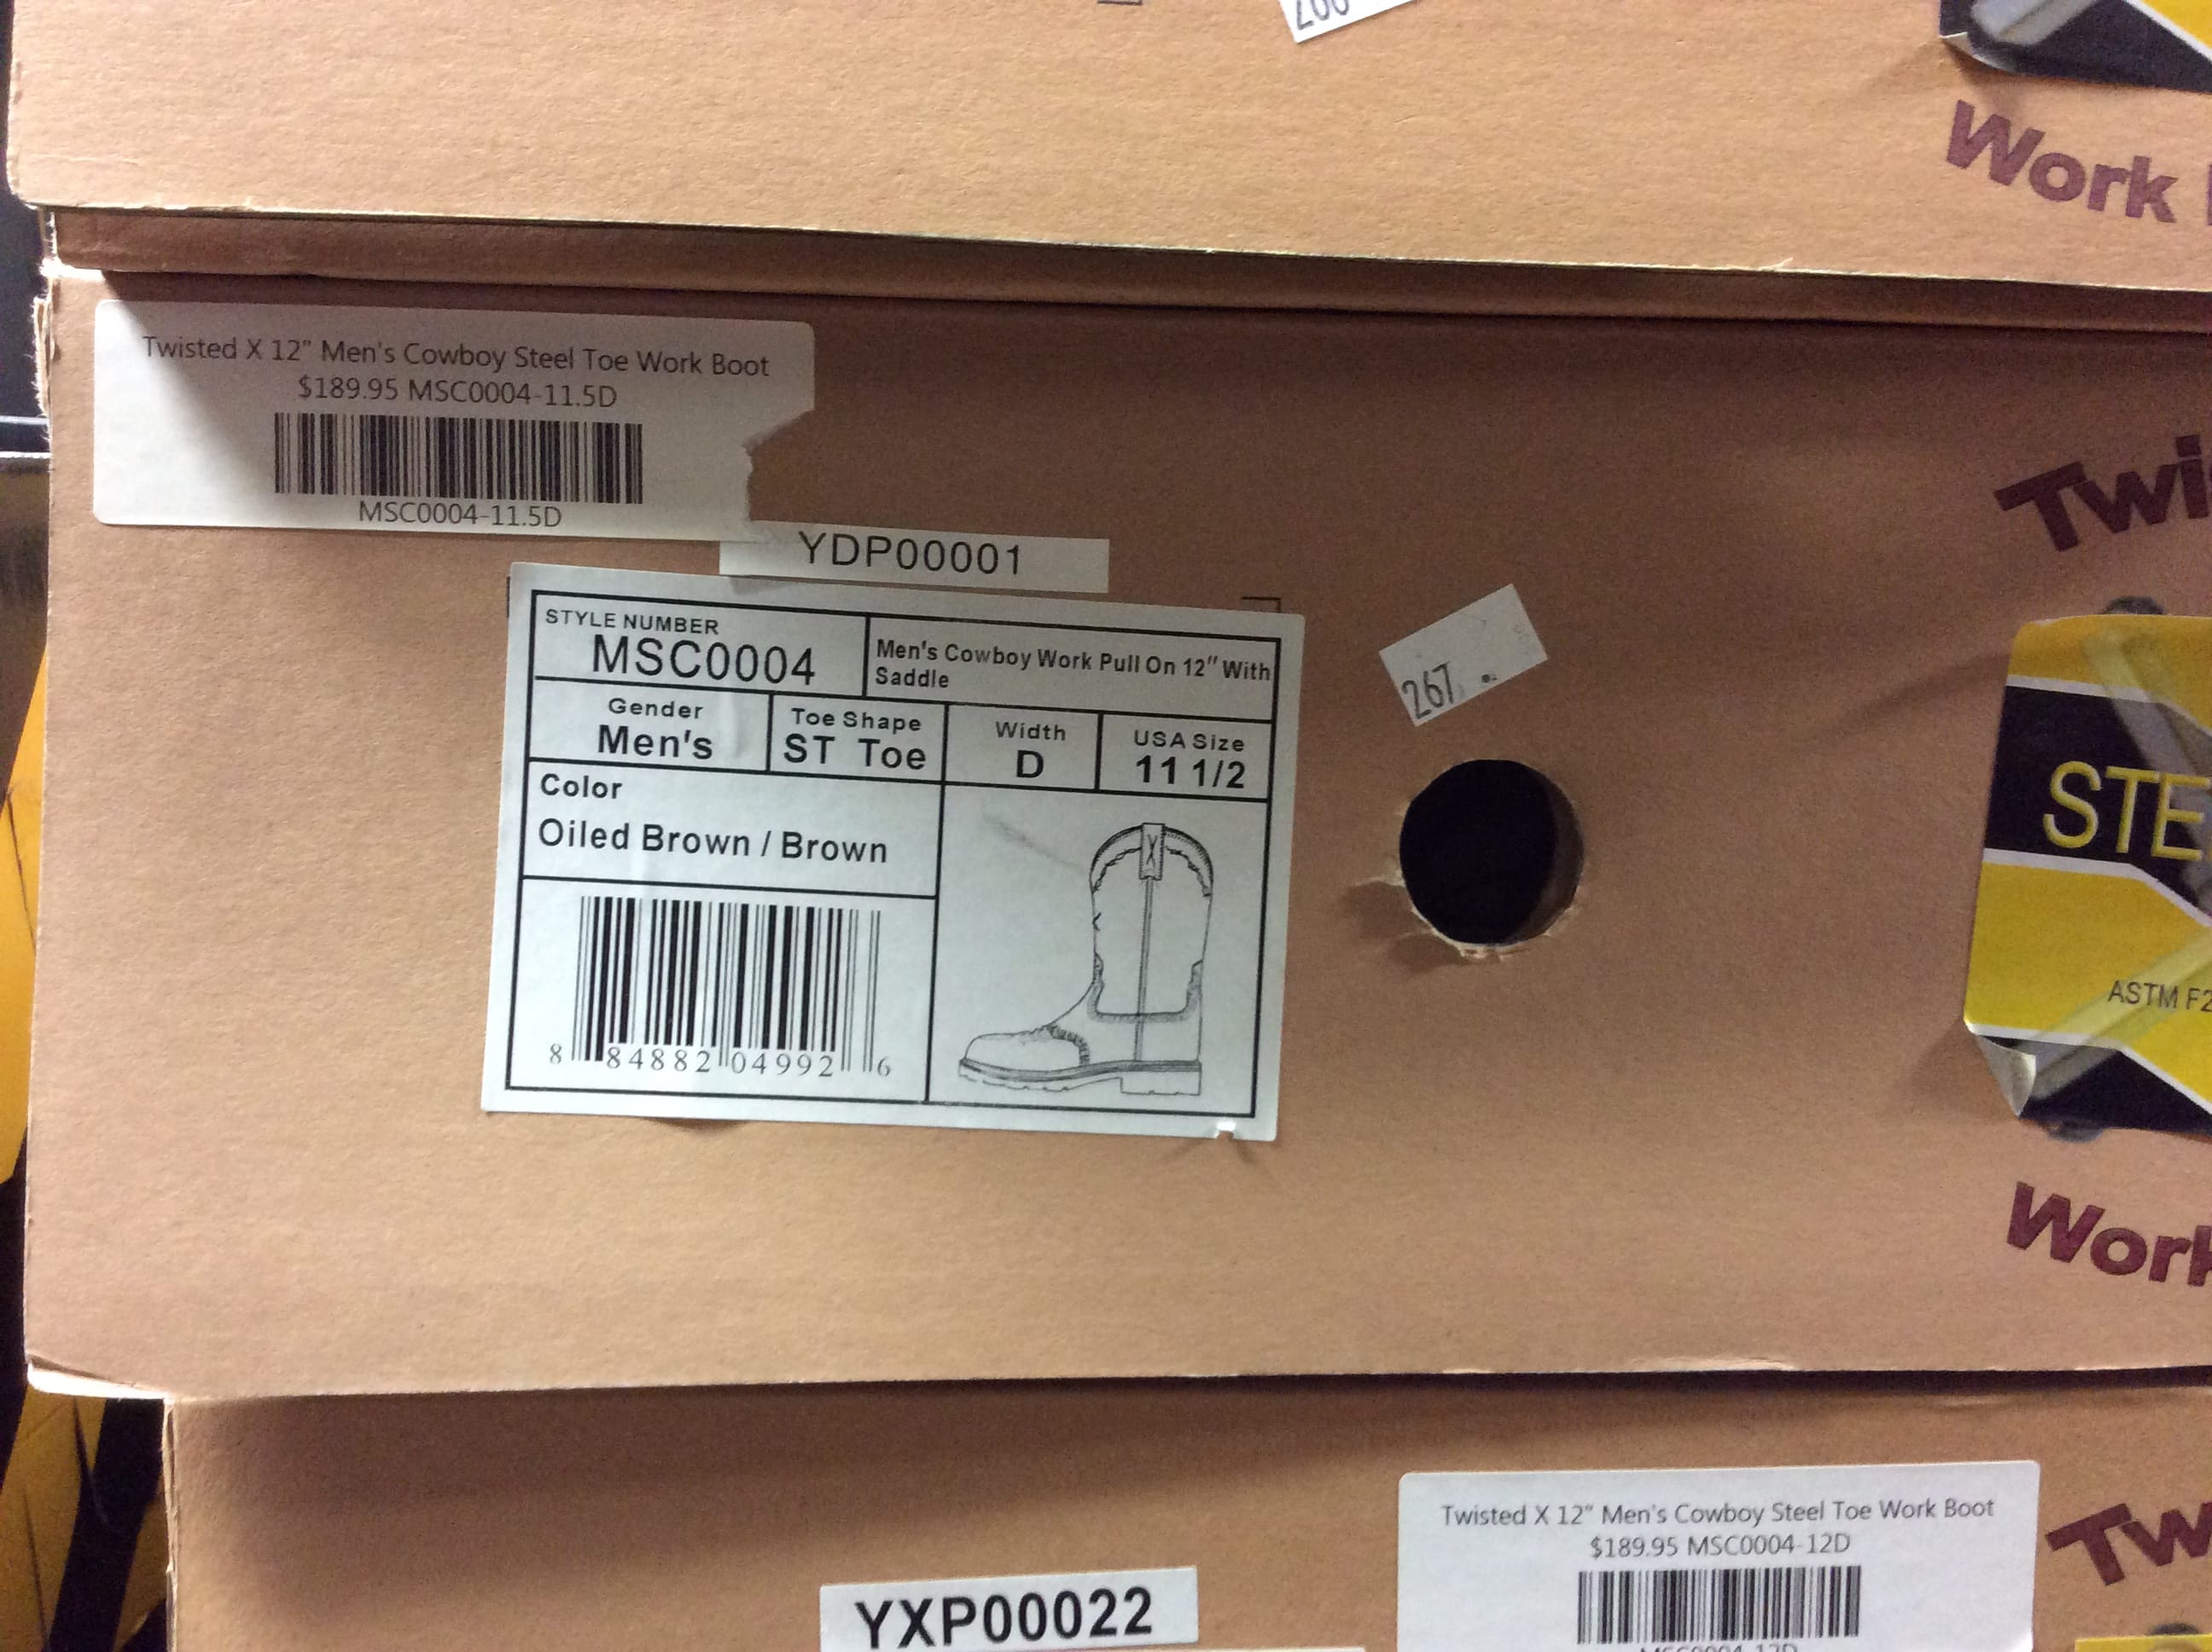 Work
Twisted X 12" Men's Cowboy Steel Toe Work Boot
$189.95 MSC0004-11.5D
MSC0004-11.5D
YDP00001
STYLE NUMBER
MSC0004
Men's Cowboy Work Pull On 12" With
Saddle
Gender
Men's
Toe Shape
ST Toe
Width
D
USA Size
11 1/2
Color
Oiled Brown / Brown
8 84882 04992 6
X
267
Twi
STE
ASTM F2
Work
Twisted X 12" Men's Cowboy Steel Toe Work Boot
$189.95 MSC0004-12D
MSC0004-12D
YXP00022
Tw